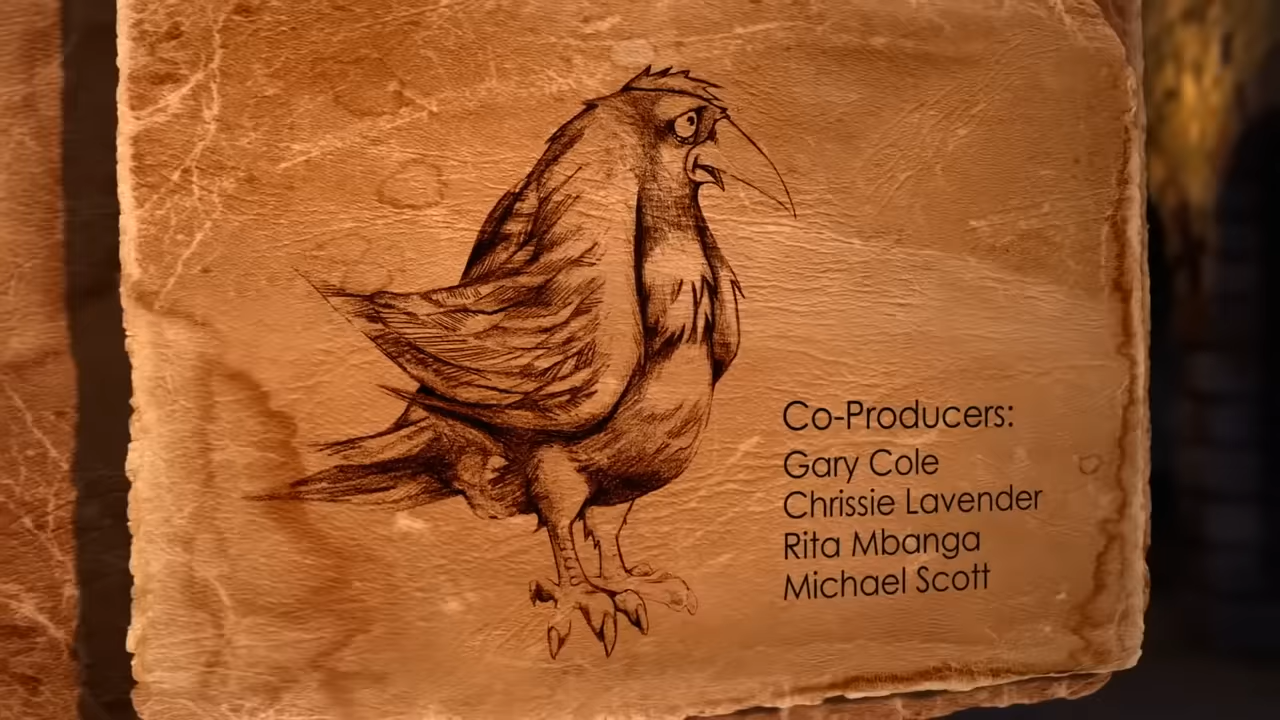 Co-Producers:
Gary Cole
Chrissie Lavender
Rita Mbanga
Michael Scott